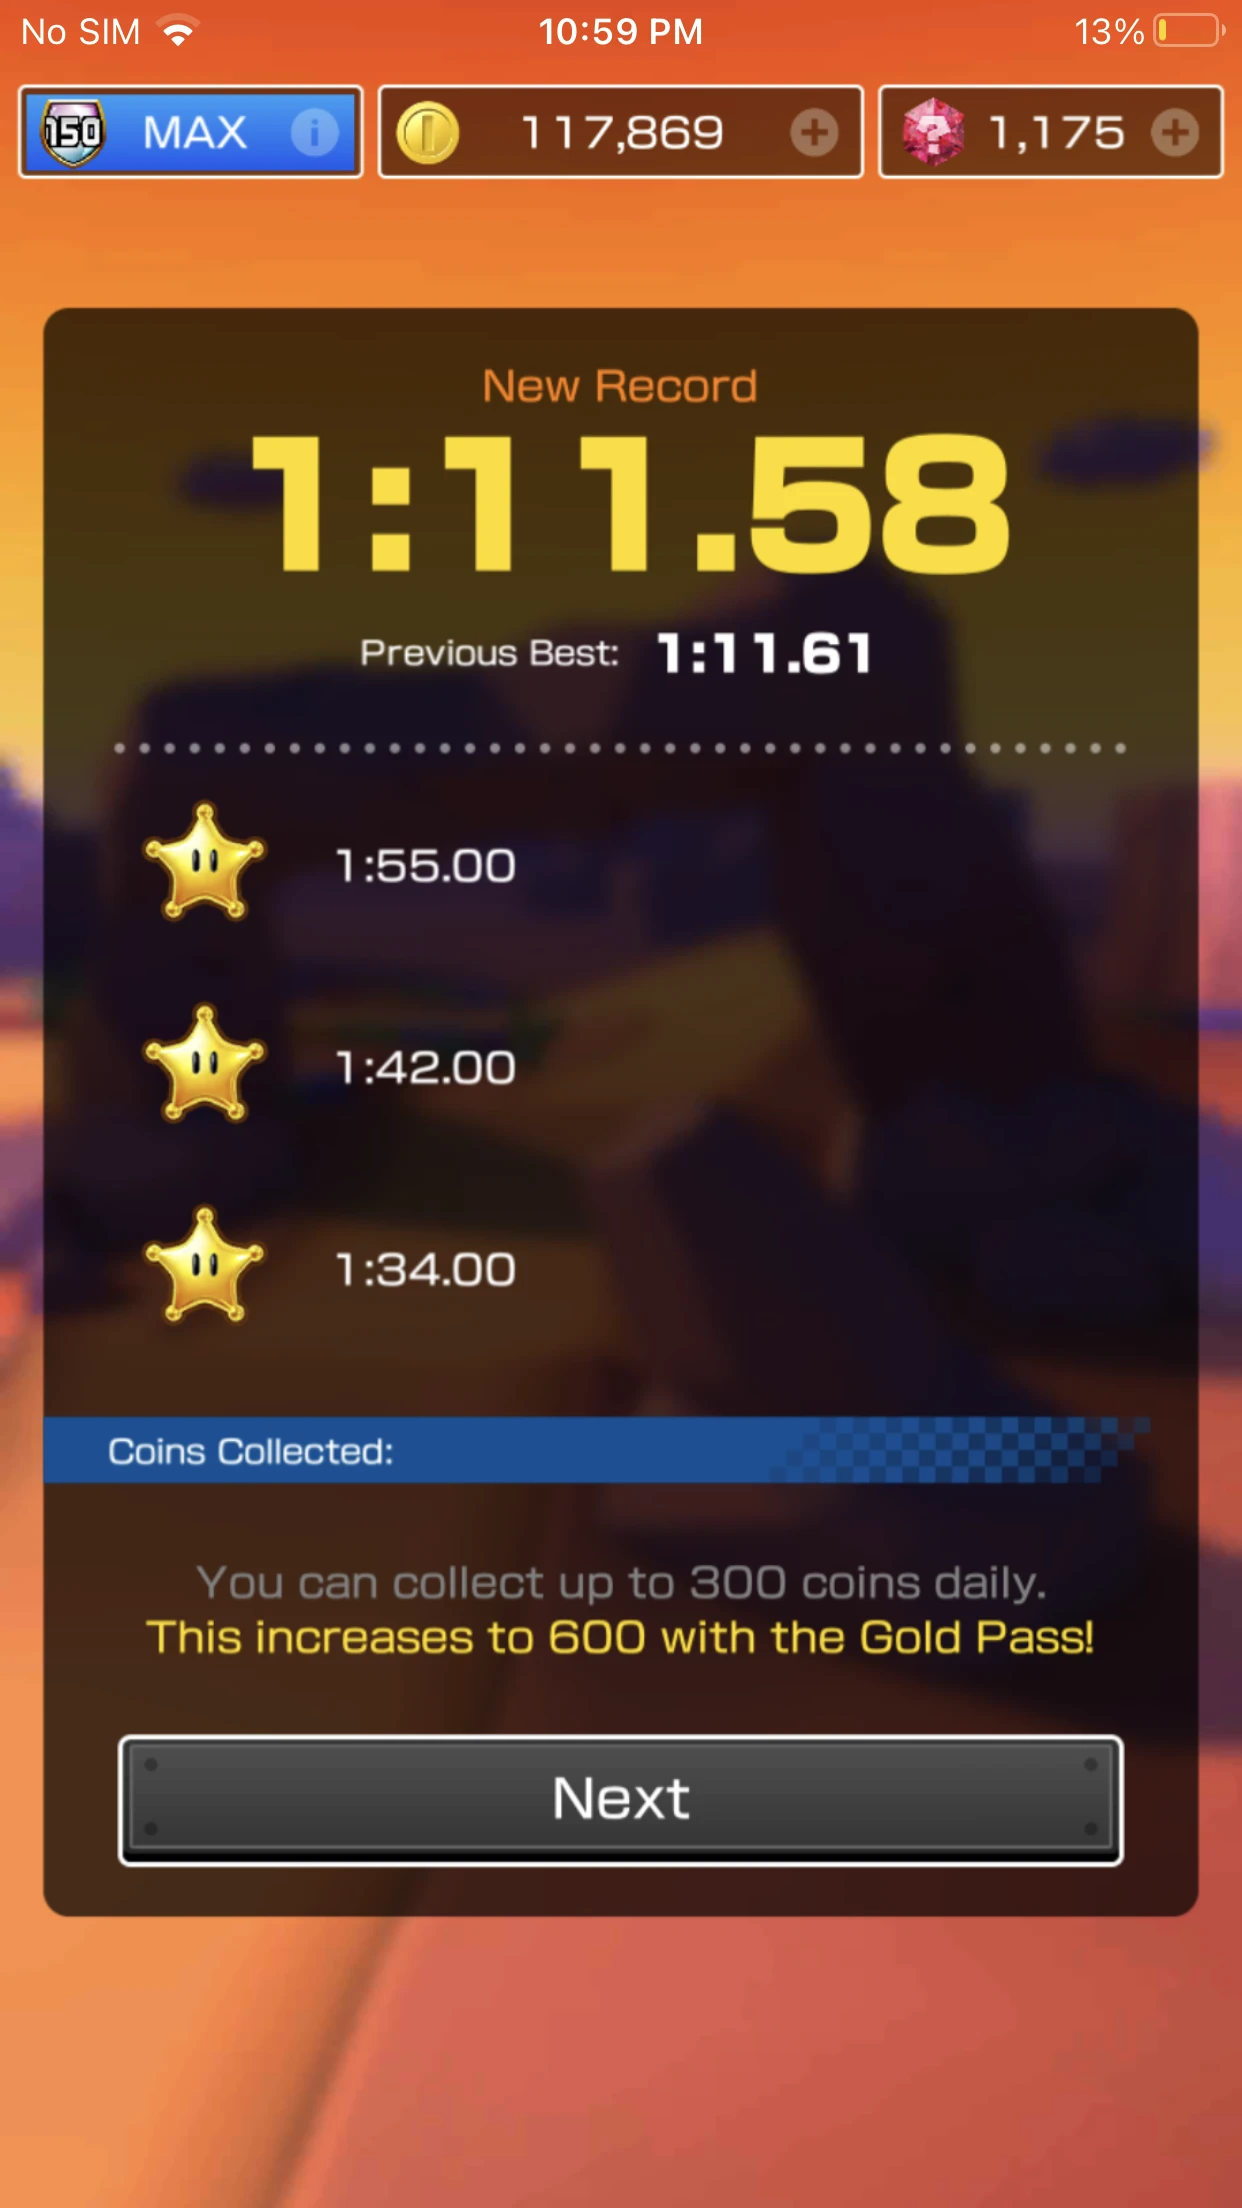 No SIM 10:59 PM 13%
150 MAX i 117,869 + ? 1,175 +
New Record
1:11.58
Previous Best: 1:11.61
1:55.00
1:42.00
1:34.00
Coins Collected:
You can collect up to 300 coins daily.
This increases to 600 with the Gold Pass!
Next